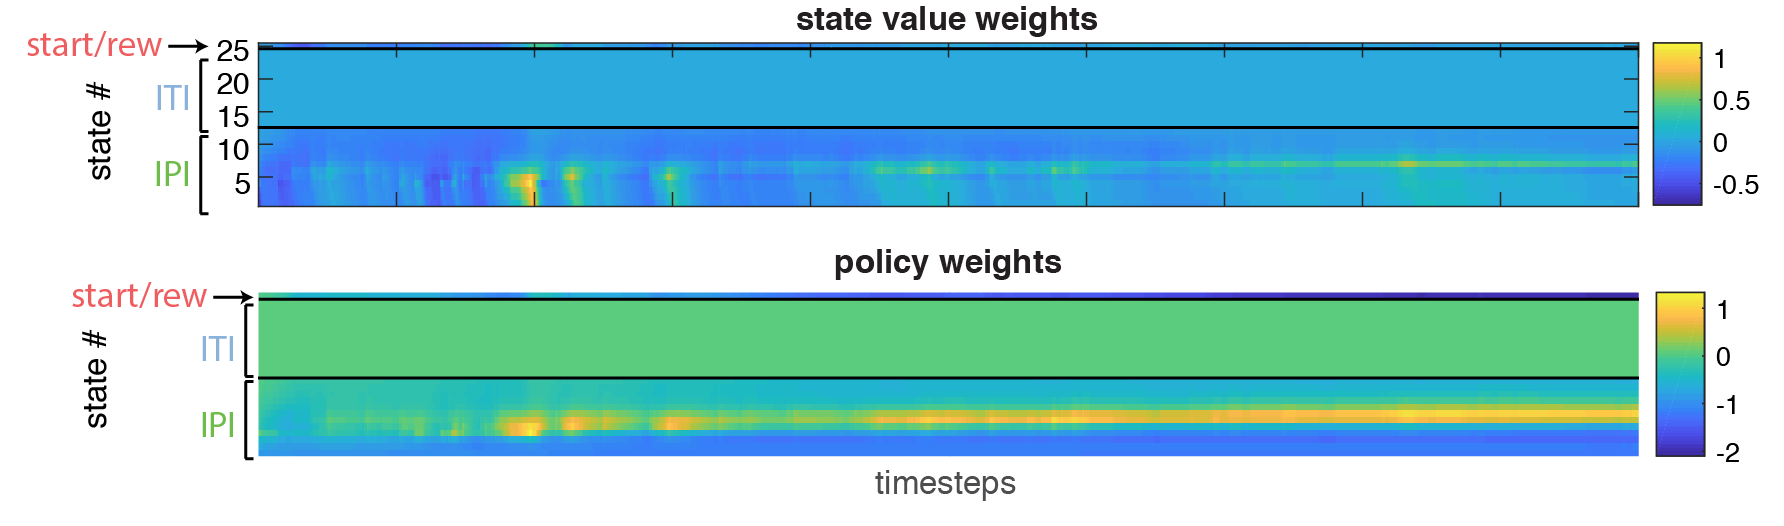 state value weights
start/rew
25
20
15
10
5
ITI
IPI
state #
1
0.5
0
-0.5
policy weights
start/rew
ITI
IPI
state #
1
0
-1
-2
timesteps